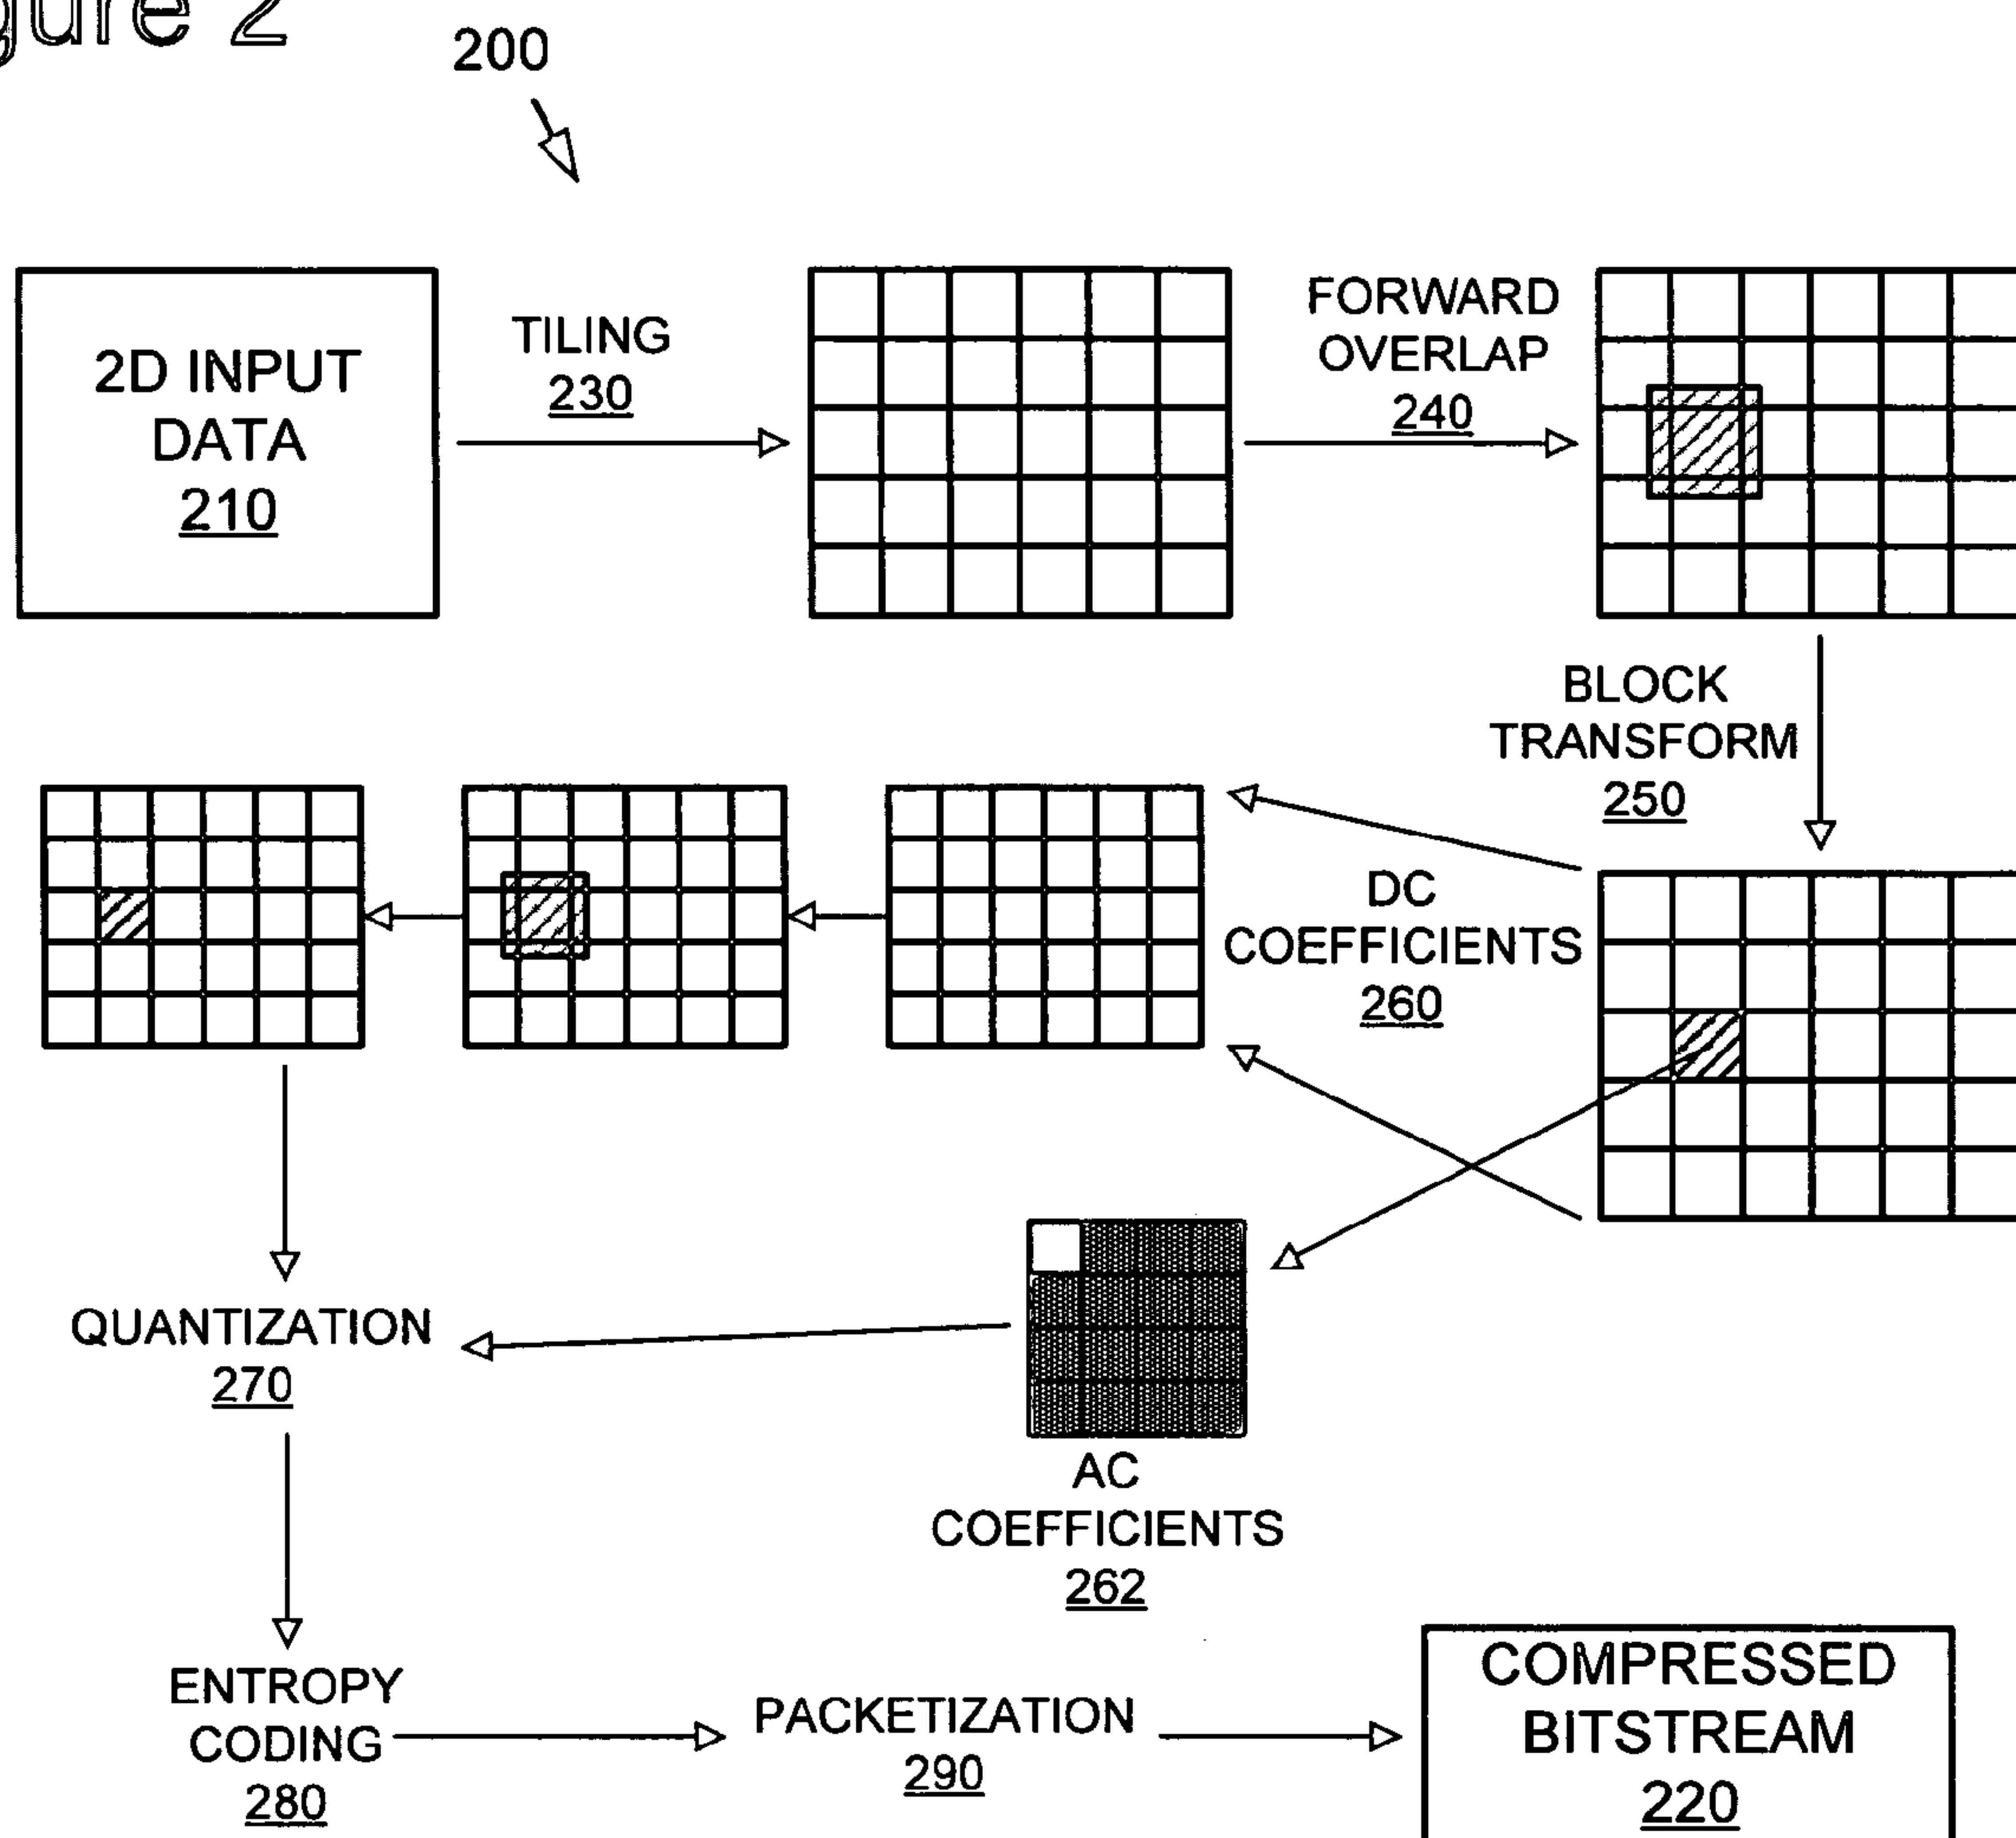 gure 2
200
2D INPUT
DATA
210
TILING
230
FORWARD
OVERLAP
240
BLOCK
TRANSFORM
250
DC
COEFFICIENTS
260
AC
COEFFICIENTS
262
QUANTIZATION
270
ENTROPY
CODING
280
PACKETIZATION
290
COMPRESSED
BITSTREAM
220